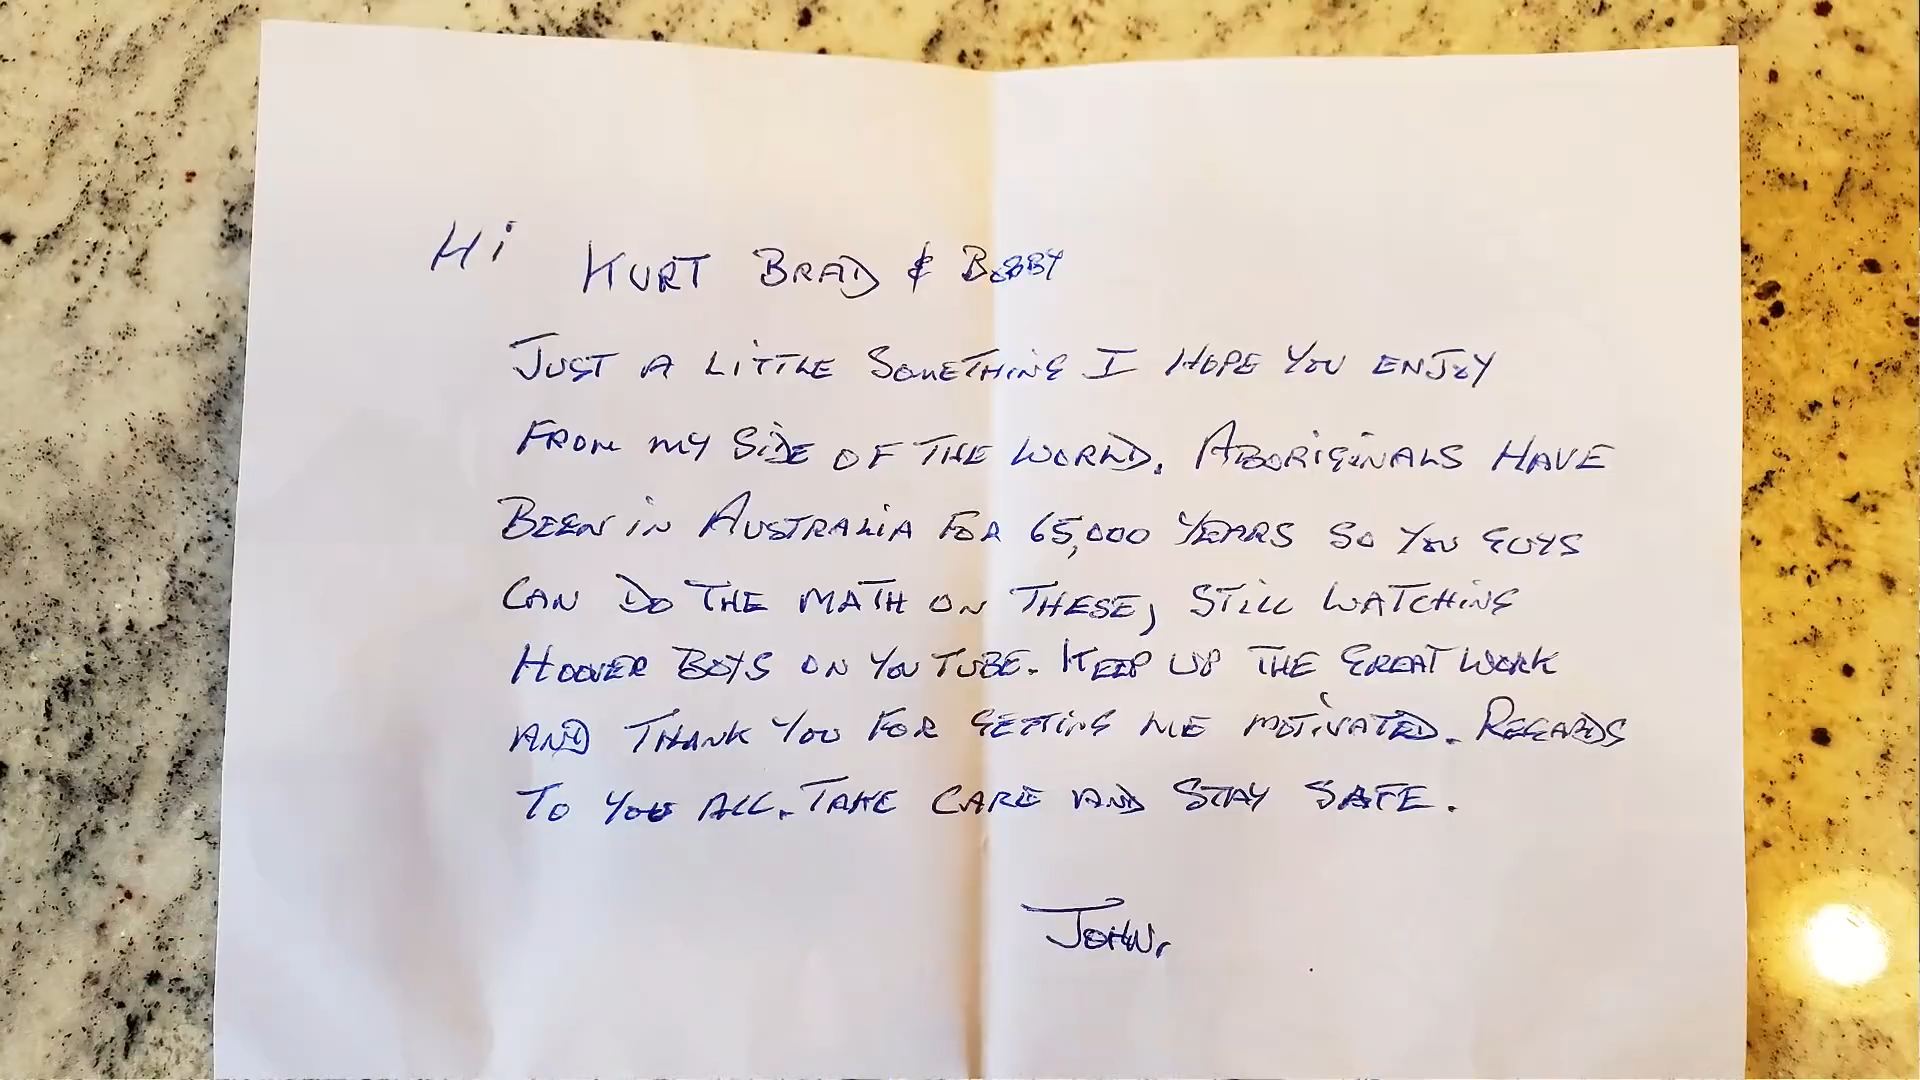 Hi KURT BRAD & BOBBY
JUST A LITTLE SOMETHING I HOPE YOU ENJOY
FROM MY SIDE OF THE WORLD. ABORIGINALS HAVE
BEEN IN AUSTRALIA FOR 65,000 YEARS SO YOU GUYS
CAN DO THE MATH ON THESE, STILL WATCHING
HOOVER BOYS ON YOU TUBE. KEEP UP THE GREAT WORK
AND THANK YOU FOR GETTING ME MOTIVATED. REGARDS
TO YOU ALL. TAKE CARE AND STAY SAFE.
JOHN.